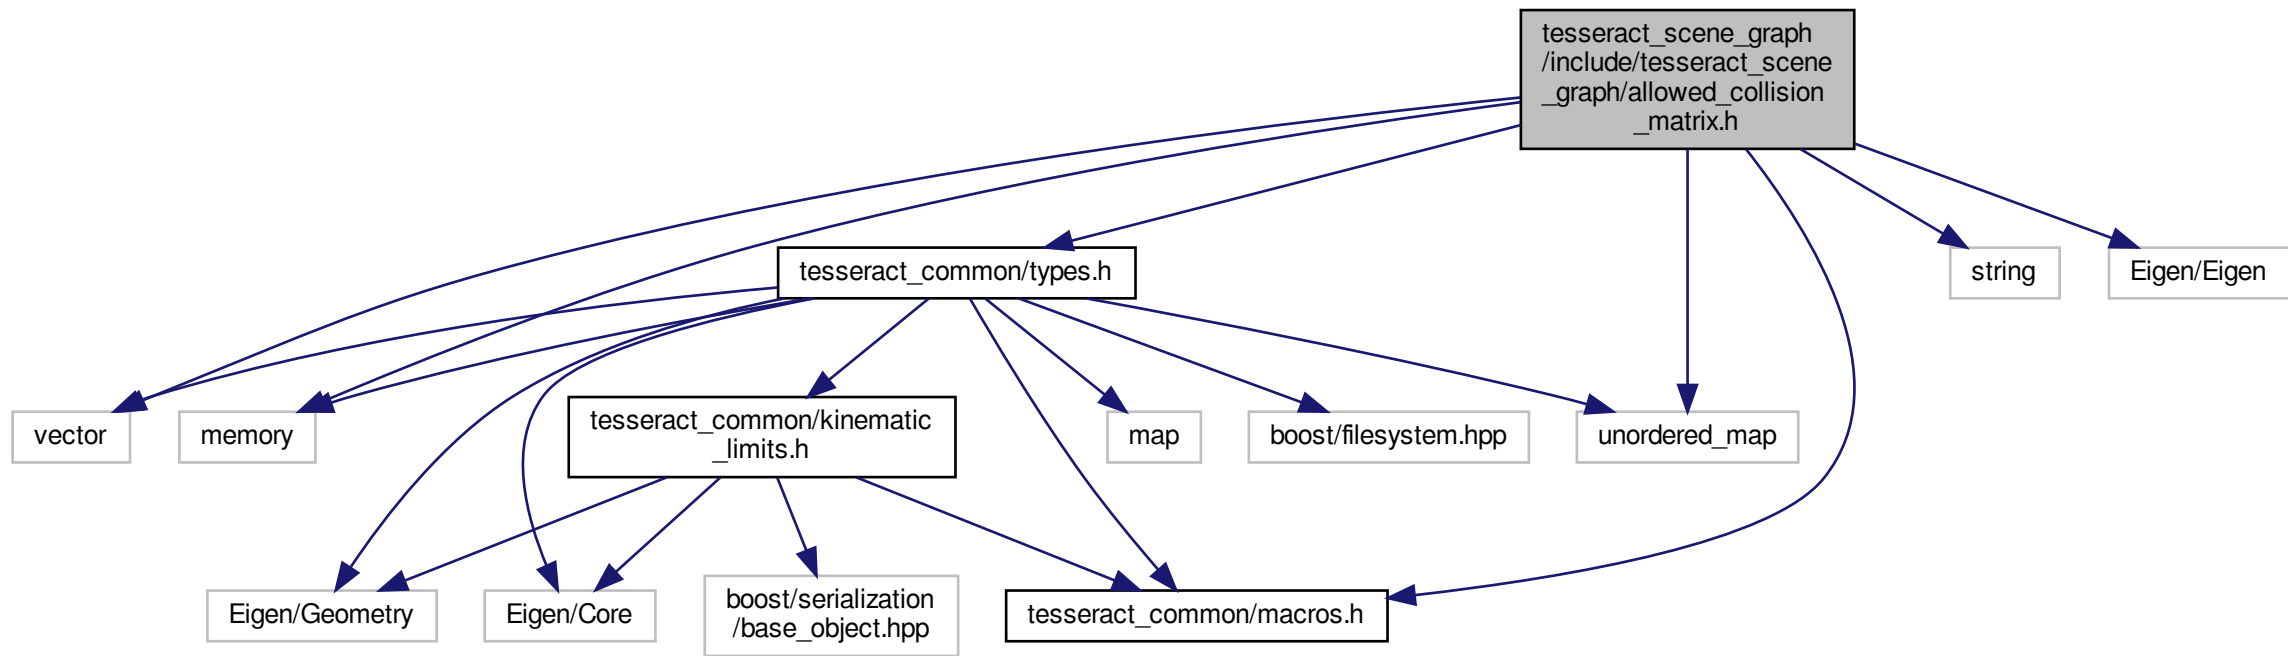 tesseract_scene_graph
/include/tesseract_scene
_graph/allowed_collision
_matrix.h
tesseract_common/types.h
string
Eigen/Eigen
vector
memory
tesseract_common/kinematic
_limits.h
map
boost/filesystem.hpp
unordered_map
Eigen/Geometry
Eigen/Core
boost/serialization
/base_object.hpp
tesseract_common/macros.h